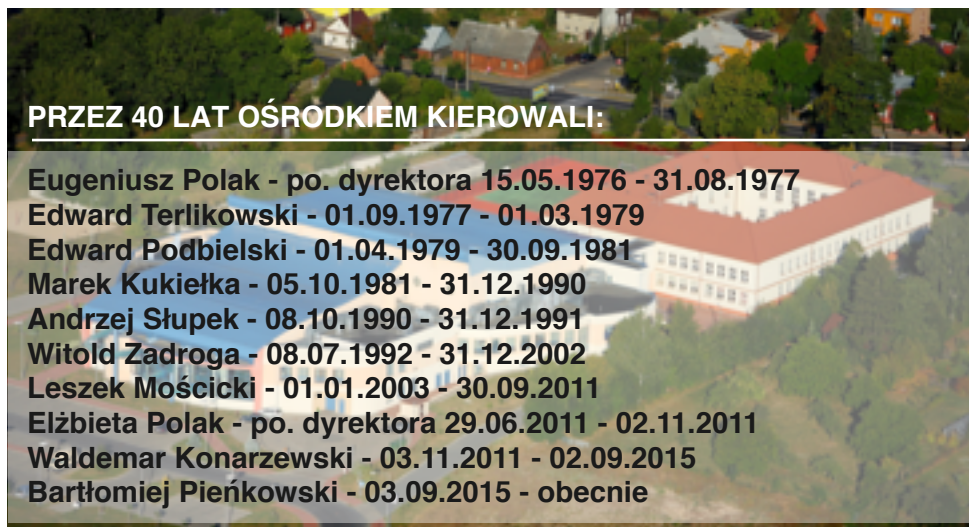 PRZEZ 40 LAT OŚRODKIEM KIEROWALI:
Eugeniusz Polak - po. dyrektora 15.05.1976 - 31.08.1977
Edward Terlikowski - 01.09.1977 - 01.03.1979
Edward Podbielski - 01.04.1979 - 30.09.1981
Marek Kukiełka - 05.10.1981 - 31.12.1990
Andrzej Słupek - 08.10.1990 - 31.12.1991
Witold Zadroga - 08.07.1992 - 31.12.2002
Leszek Mościcki - 01.01.2003 - 30.09.2011
Elżbieta Polak - po. dyrektora 29.06.2011 - 02.11.2011
Waldemar Konarzewski - 03.11.2011 - 02.09.2015
Bartłomiej Pieńkowski - 03.09.2015 - obecnie